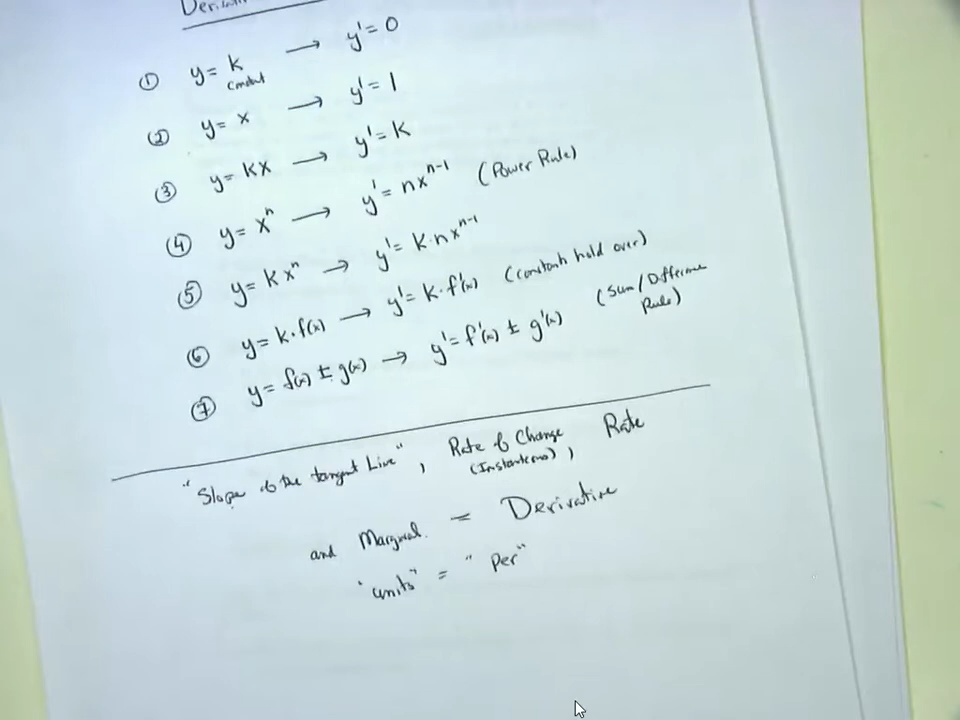 ① y = k → y' = 0
constant
② y = x → y' = 1
③ y = kx → y' = k
④ y = xⁿ → y' = nxⁿ⁻¹ (Power Rule)
⑤ y = kxⁿ → y' = k·nxⁿ⁻¹
⑥ y = k·f(x) → y' = k·f'(x) (constants hold over)
⑦ y = f(x) ± g(x) → y' = f'(x) ± g'(x) (Sum/Difference
Rule)
"Slope of the tangent Line", Rate of Change, Rate
(Instantaneous)
and Marginal = Derivative
"units" = "per"